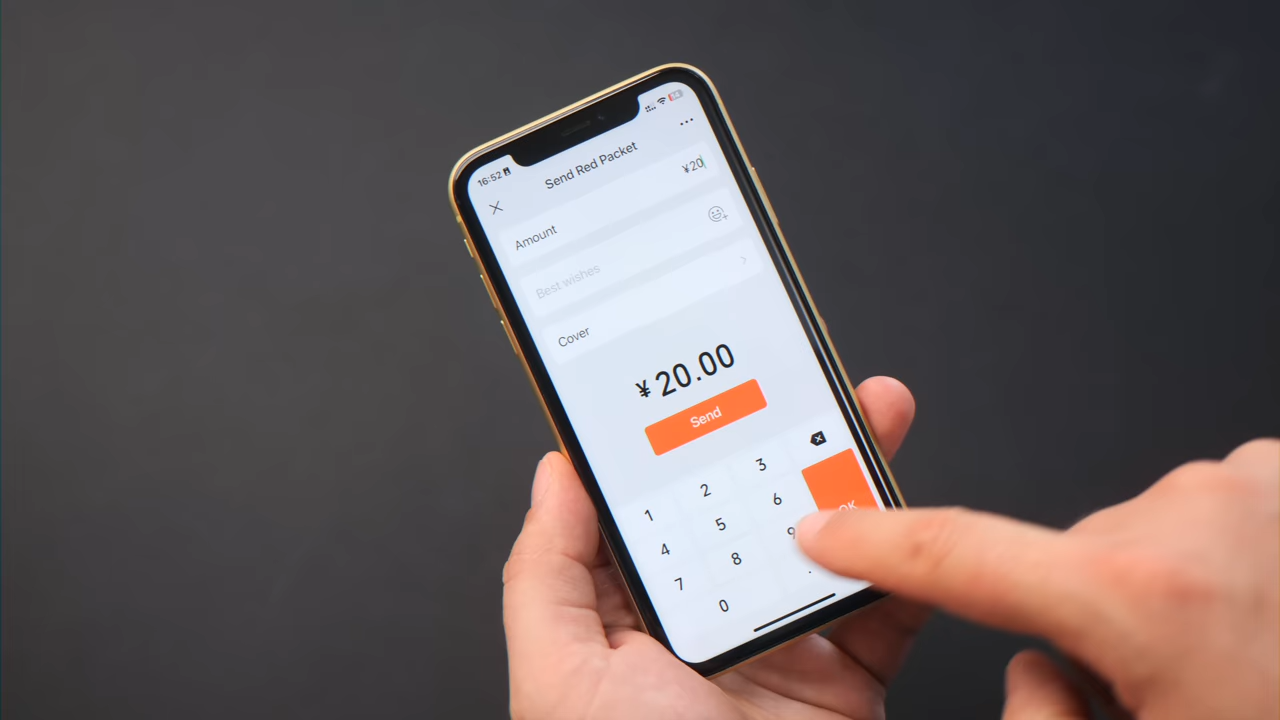 16:52
Send Red Packet
Amount
¥20
Best wishes
Cover
¥20.00
Send
1 2 3
4 5 6
7 8 9
0 .
OK